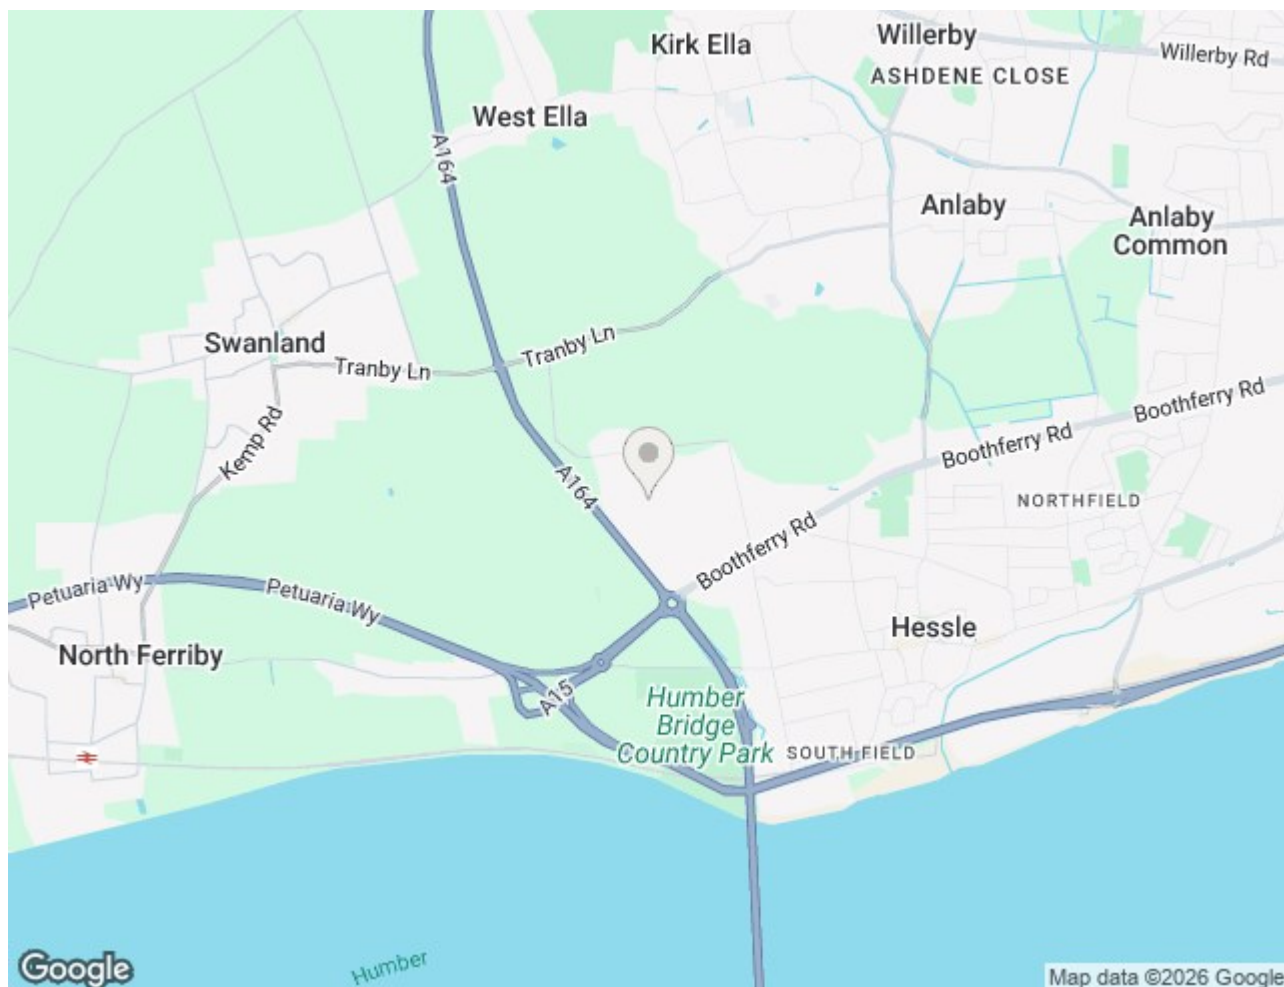 Kirk Ella
Willerby
Willerby Rd
ASHDENE CLOSE
West Ella
A164
Anlaby
Anlaby
Common
Swanland
Tranby Ln
Tranby Ln
Kemp Rd
Boothferry Rd
Boothferry Rd
A164
NORTHFIELD
Boothferry Rd
Petuaria Wy
Petuaria Wy
Hessle
North Ferriby
A15
Humber
Bridge
Country Park
SOUTH FIELD
Humber
Google
Map data ©2026 Google